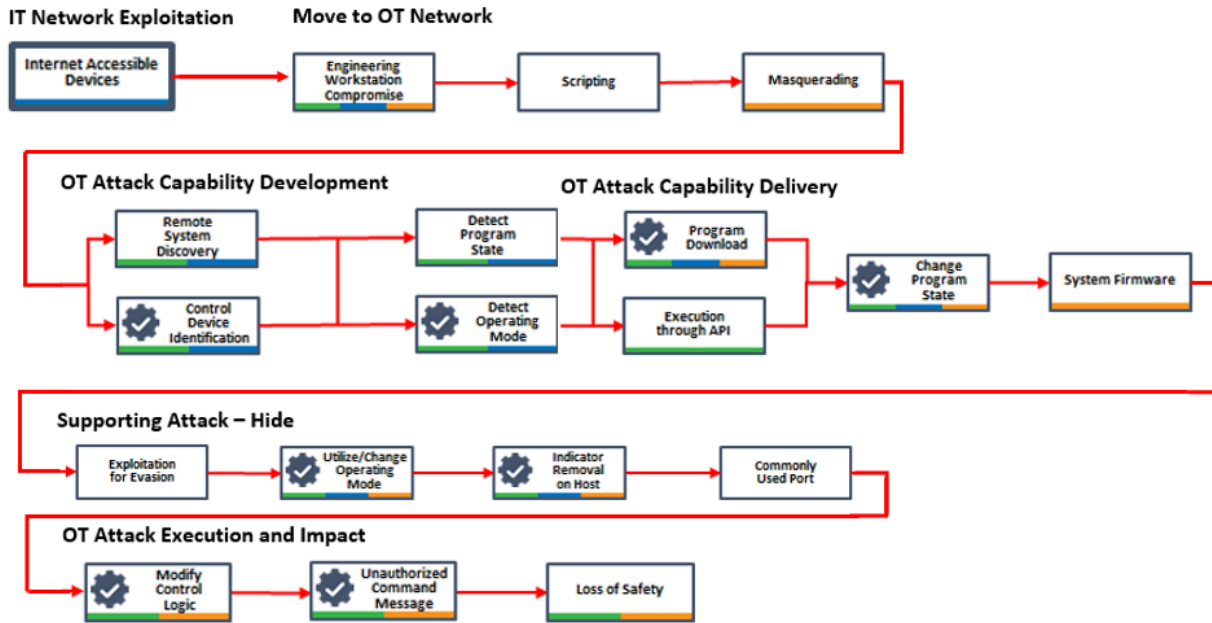 IT Network Exploitation
Move to OT Network
Internet Accessible
Devices
Engineering
Workstation
Compromise
Scripting
Masquerading
OT Attack Capability Development
OT Attack Capability Delivery
Remote
System
Discovery
Detect
Program
State
Program
Download
Change
Program
State
System Firmware
Control
Device
Identification
Detect
Operating
Mode
Execution
through API
Supporting Attack – Hide
Exploitation
for Evasion
Utilize/Change
Operating
Mode
Indicator
Removal
on Host
Commonly
Used Port
OT Attack Execution and Impact
Modify
Control
Logic
Unauthorized
Command
Message
Loss of Safety